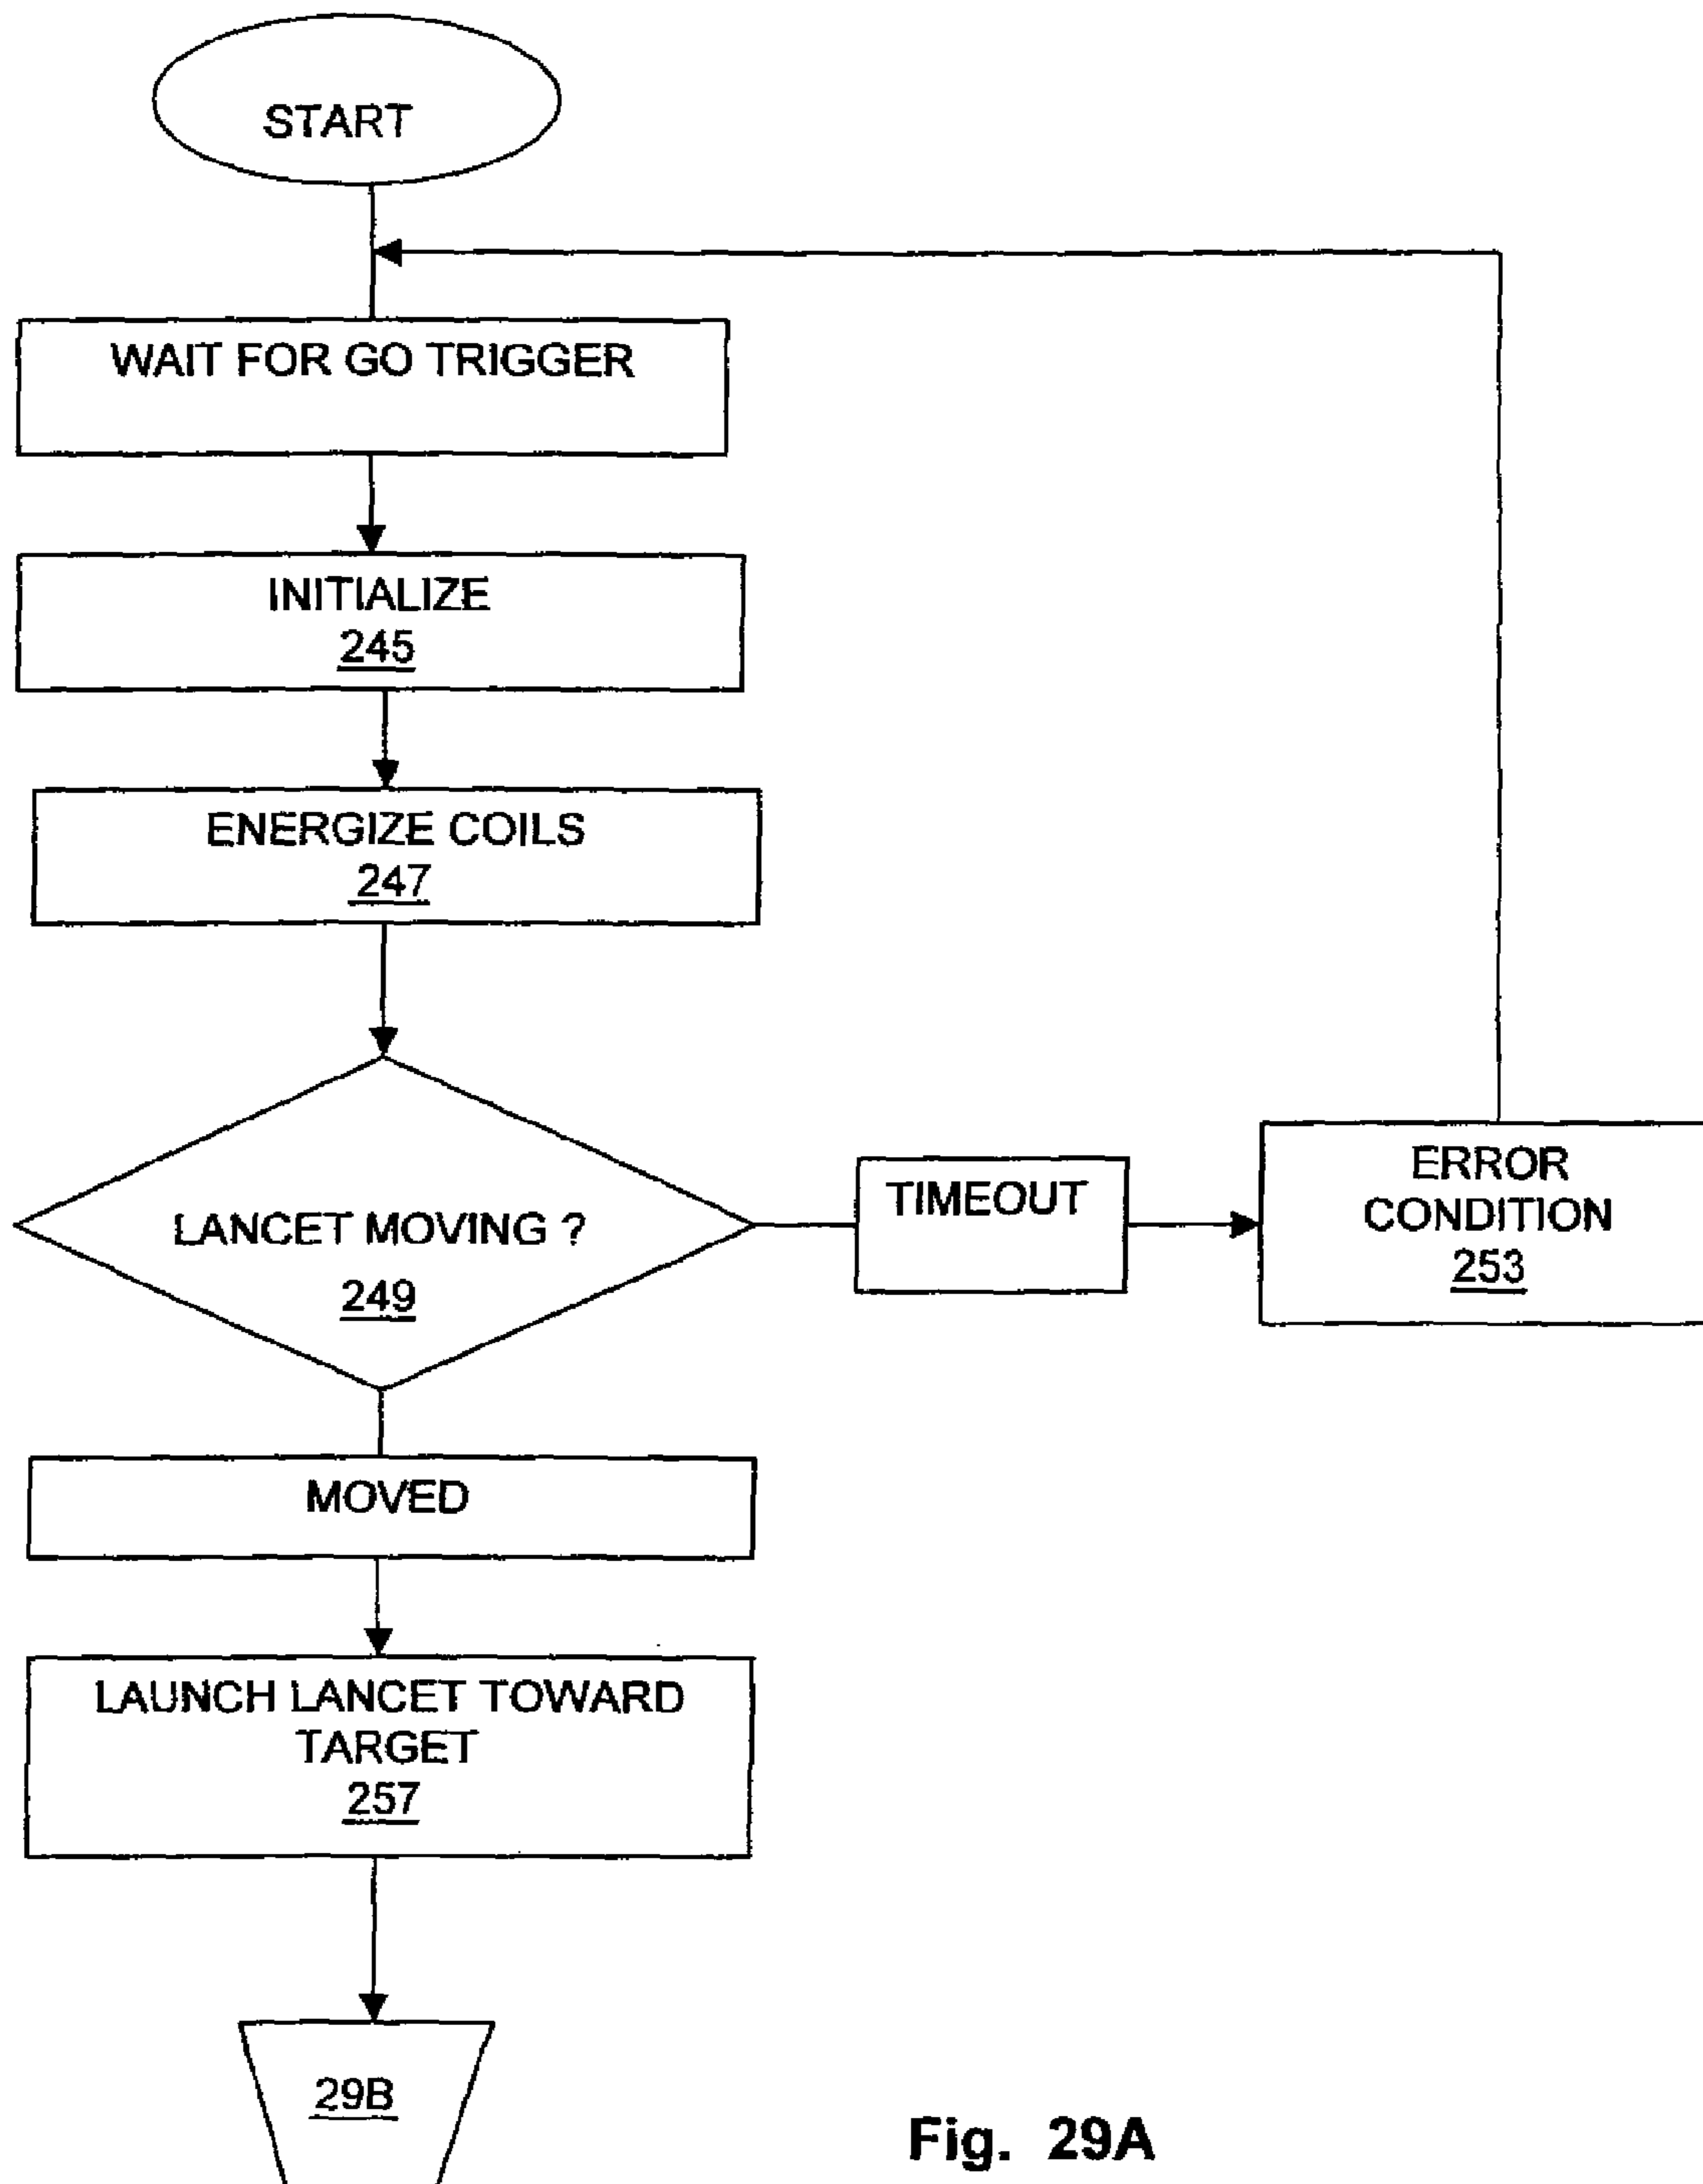 START
WAIT FOR GO TRIGGER
INITIALIZE
245
ENERGIZE COILS
247
LANCET MOVING ?
249
TIMEOUT
ERROR
CONDITION
253
MOVED
LAUNCH LANCET TOWARD
TARGET
257
29B
Fig. 29A